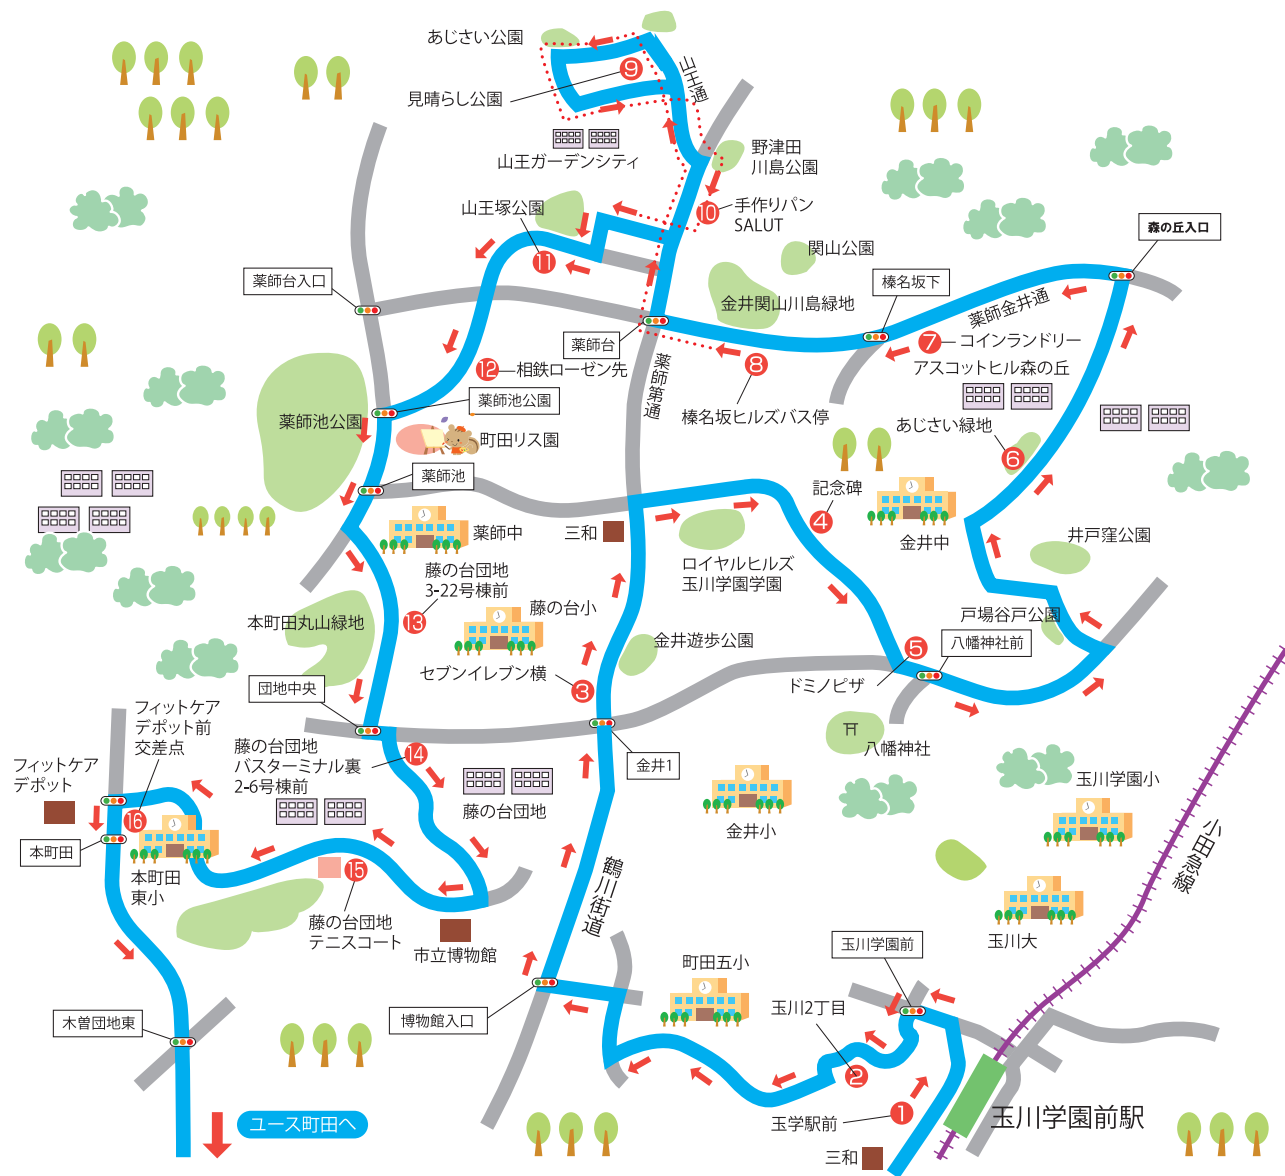 あじさい公園
山王通
9
見晴らし公園
山王ガーデンシティ
野津田
川島公園
山王塚公園
10
手作りパン
SALUT
森の丘入口
関山公園
11
薬師台入口
金井関山川島緑地
榛名坂下
薬師金井通
薬師台
7
コインランドリー
アスコットヒル森の丘
12
相鉄ローゼン先
薬師第通
8
榛名坂ヒルズバス停
薬師池公園
薬師池公園
町田リス園
あじさい緑地
6
薬師池
記念碑
4
薬師中
三和
金井中
井戸窪公園
ロイヤルヒルズ
玉川学園学園
藤の台団地
3-22号棟前
13
藤の台小
本町田丸山緑地
戸場谷戸公園
金井遊歩公園
5
八幡神社前
セブンイレブン横
3
ドミノピザ
団地中央
フィットケア
デポット前
交差点
八幡神社
藤の台団地
バスターミナル裏
2-6号棟前
14
金井1
フィットケア
デポット
藤の台団地
金井小
玉川学園小
16
小田急線
本町田
本町田
東小
15
鶴川街道
藤の台団地
テニスコート
市立博物館
玉川大
玉川学園前
町田五小
博物館入口
玉川2丁目
木曽団地東
2
玉学駅前
1
ユース町田へ
玉川学園前駅
三和